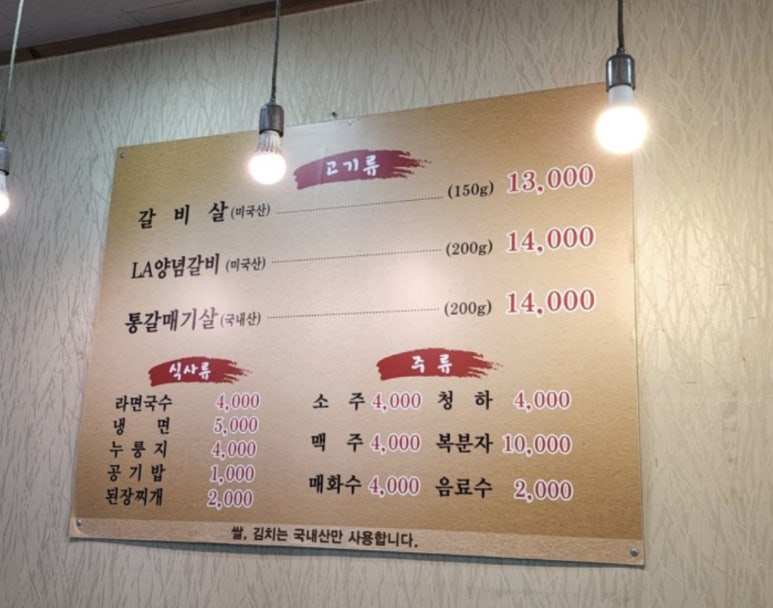 고기류
갈 비 살 (미국산) (150g) 13,000
LA양념갈비 (미국산) (200g) 14,000
통갈매기살 (국내산) (200g) 14,000
식사류
라면국수 4,000
냉 면 5,000
누 룽 지 4,000
공 기 밥 1,000
된장찌개 2,000
주 류
소 주 4,000 청 하 4,000
맥 주 4,000 복분자 10,000
매화수 4,000 음료수 2,000
쌀, 김치는 국내산만 사용합니다.